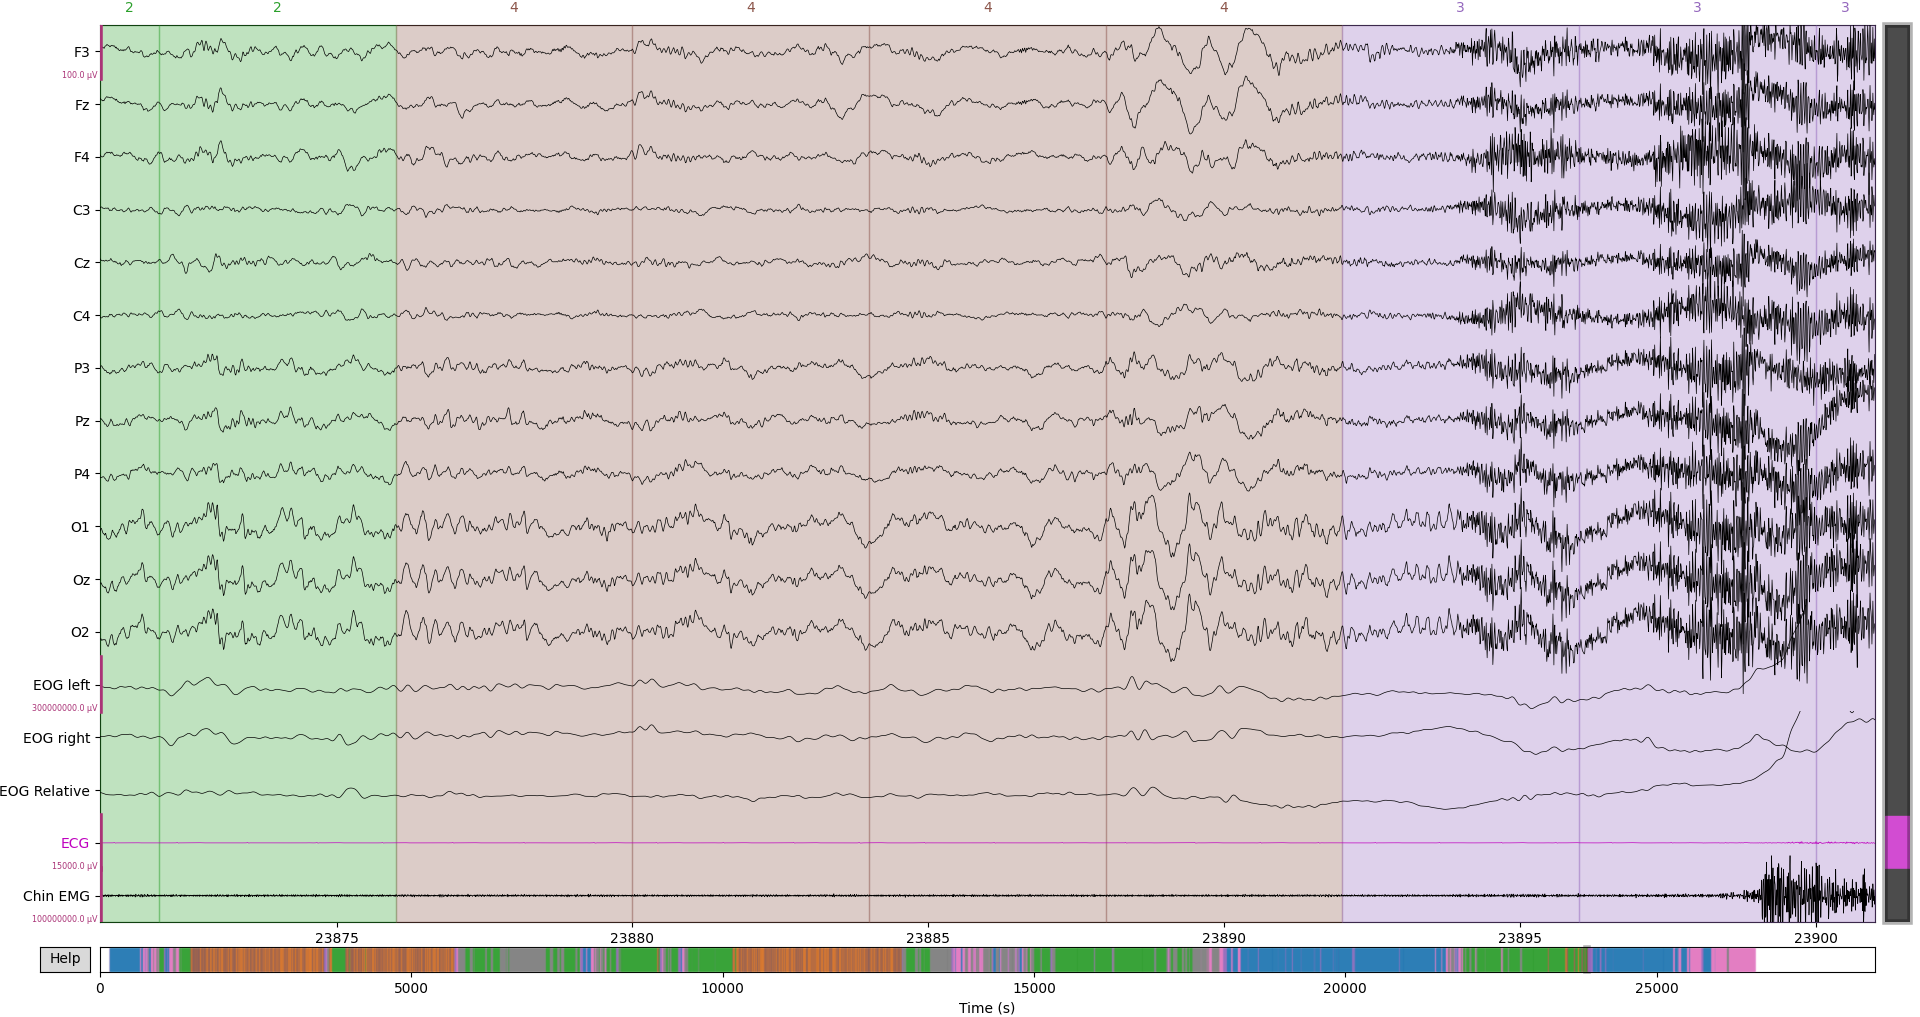 2 2 4 4 4 4 3 3 3
F3
100.0 µV
Fz
F4
C3
Cz
C4
P3
Pz
P4
O1
Oz
O2
EOG left
300000000.0 µV
EOG right
EOG Relative
ECG
15000.0 µV
Chin EMG
100000000.0 µV
23875 23880 23885 23890 23895 23900
Help
0 5000 10000 15000 20000 25000
Time (s)